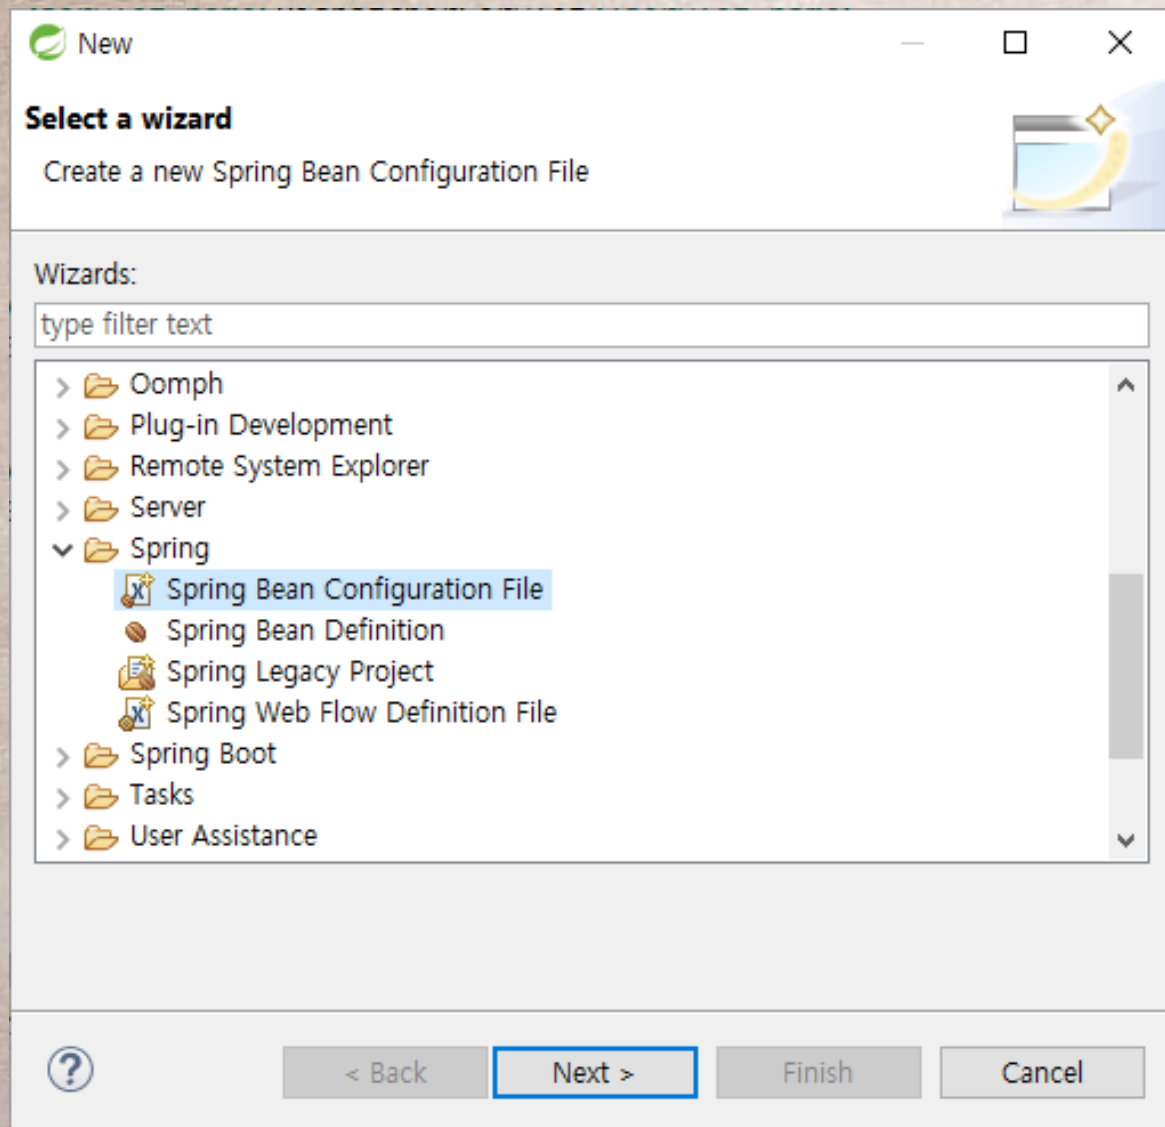 New
Select a wizard
Create a new Spring Bean Configuration File
Wizards:
type filter text
Oomph
Plug-in Development
Remote System Explorer
Server
Spring
Spring Bean Configuration File
Spring Bean Definition
Spring Legacy Project
Spring Web Flow Definition File
Spring Boot
Tasks
User Assistance
? < Back Next > Finish Cancel